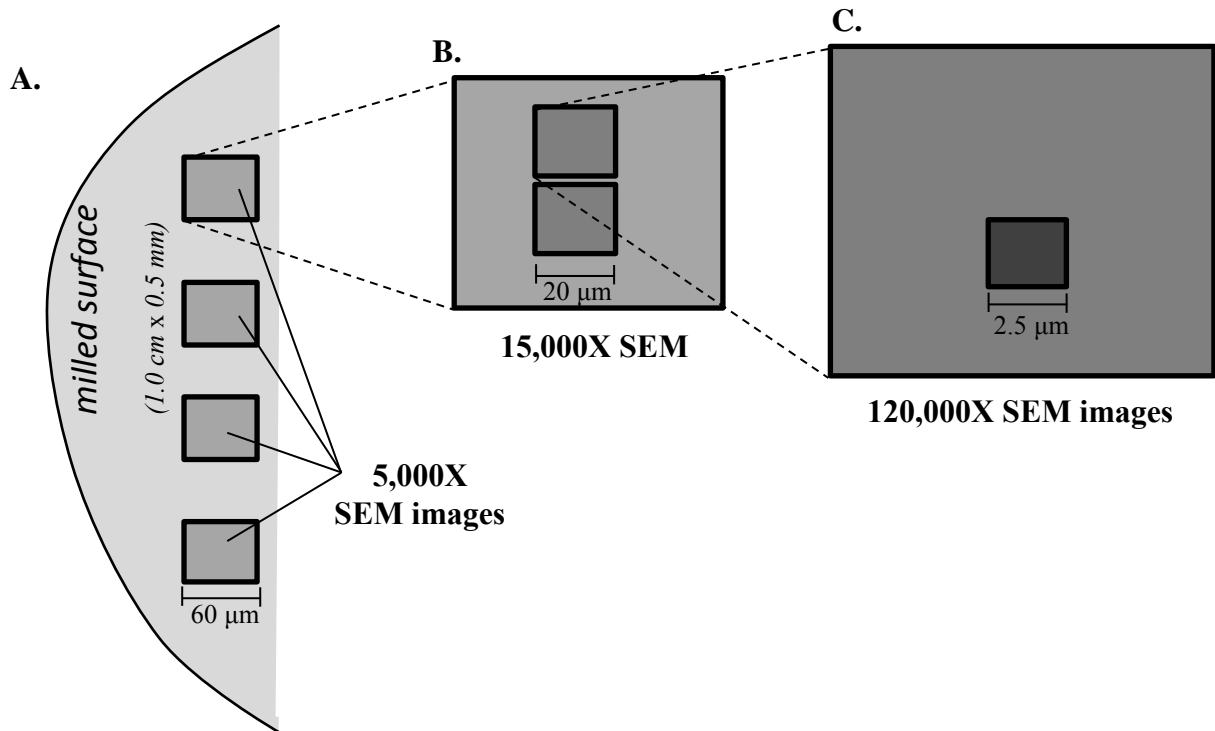 A.
milled surface
(1.0 cm x 0.5 mm)
60 μm
5,000X
SEM images
B.
20 μm
15,000X SEM
C.
2.5 μm
120,000X SEM images